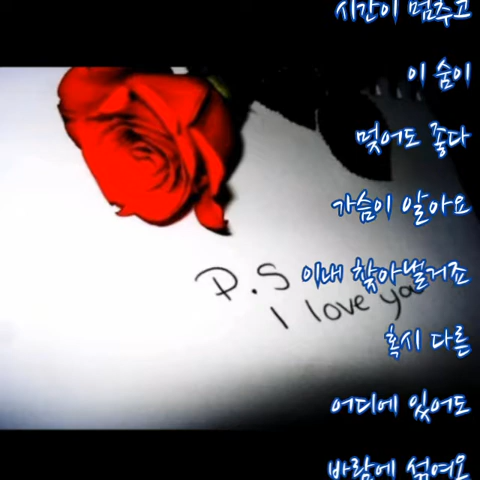 시간이 멈추고
이 숨이
멎어도 좋다
가슴이 알아요
이내 찾아낼거죠
혹시 다른
어디에 있어도
바람에 섞여온
P.S
I love you